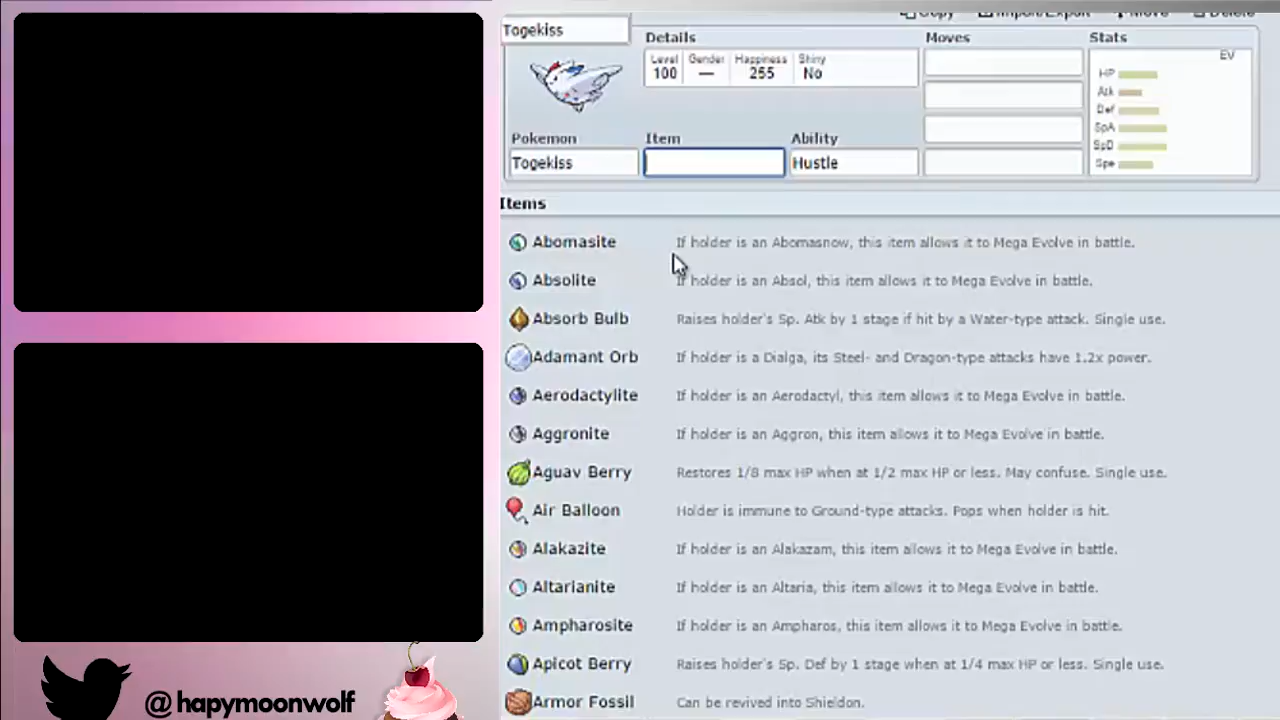 Copy Import/Export Move Delete
Togekiss
Details
Level Gender Happiness Shiny
100 — 255 No
Moves
Stats
EV
HP
Atk
Def
SpA
SpD
Spe
Pokemon Item Ability
Togekiss Hustle
Items
Abomasite If holder is an Abomasnow, this item allows it to Mega Evolve in battle.
Absolite If holder is an Absol, this item allows it to Mega Evolve in battle.
Absorb Bulb Raises holder's Sp. Atk by 1 stage if hit by a Water-type attack. Single use.
Adamant Orb If holder is a Dialga, its Steel- and Dragon-type attacks have 1.2x power.
Aerodactylite If holder is an Aerodactyl, this item allows it to Mega Evolve in battle.
Aggronite If holder is an Aggron, this item allows it to Mega Evolve in battle.
Aguav Berry Restores 1/8 max HP when at 1/2 max HP or less. May confuse. Single use.
Air Balloon Holder is immune to Ground-type attacks. Pops when holder is hit.
Alakazite If holder is an Alakazam, this item allows it to Mega Evolve in battle.
Altarianite If holder is an Altaria, this item allows it to Mega Evolve in battle.
Ampharosite If holder is an Ampharos, this item allows it to Mega Evolve in battle.
Apicot Berry Raises holder's Sp. Def by 1 stage when at 1/4 max HP or less. Single use.
Armor Fossil Can be revived into Shieldon.
@hapymoonwolf